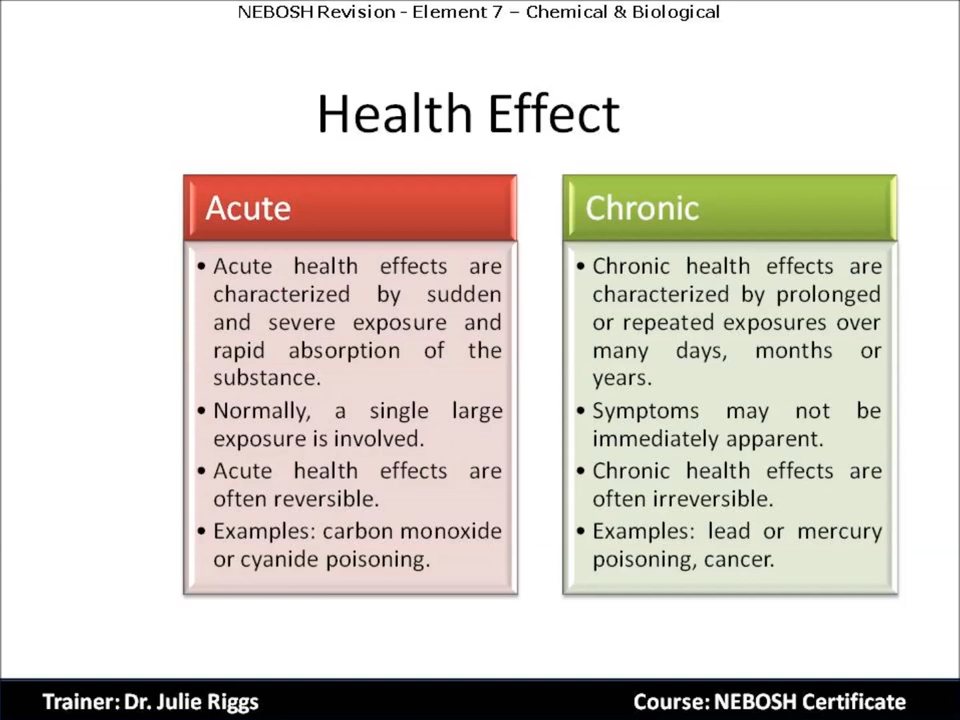 NEBOSH Revision - Element 7 – Chemical & Biological
Health Effect
Acute
• Acute health effects are
characterized by sudden
and severe exposure and
rapid absorption of the
substance.
• Normally, a single large
exposure is involved.
• Acute health effects are
often reversible.
• Examples: carbon monoxide
or cyanide poisoning.
Chronic
• Chronic health effects are
characterized by prolonged
or repeated exposures over
many days, months or
years.
• Symptoms may not be
immediately apparent.
• Chronic health effects are
often irreversible.
• Examples: lead or mercury
poisoning, cancer.
Trainer: Dr. Julie Riggs
Course: NEBOSH Certificate